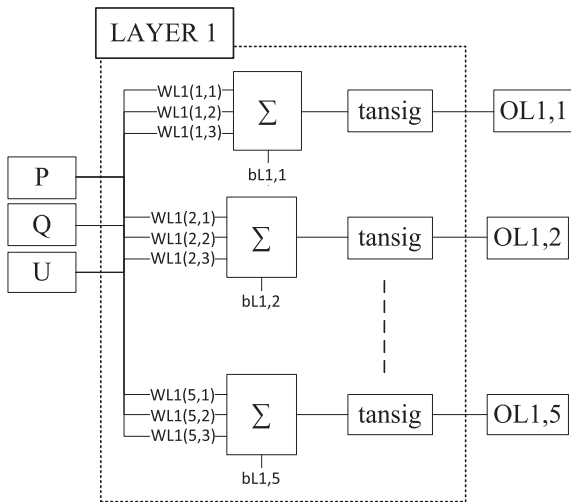 LAYER 1
WL1(1,1)
WL1(1,2)
WL1(1,3)
∑
tansig
OL1,1
bL1,1
P
Q
U
WL1(2,1)
WL1(2,2)
WL1(2,3)
∑
tansig
OL1,2
bL1,2
WL1(5,1)
WL1(5,2)
WL1(5,3)
∑
tansig
OL1,5
bL1,5